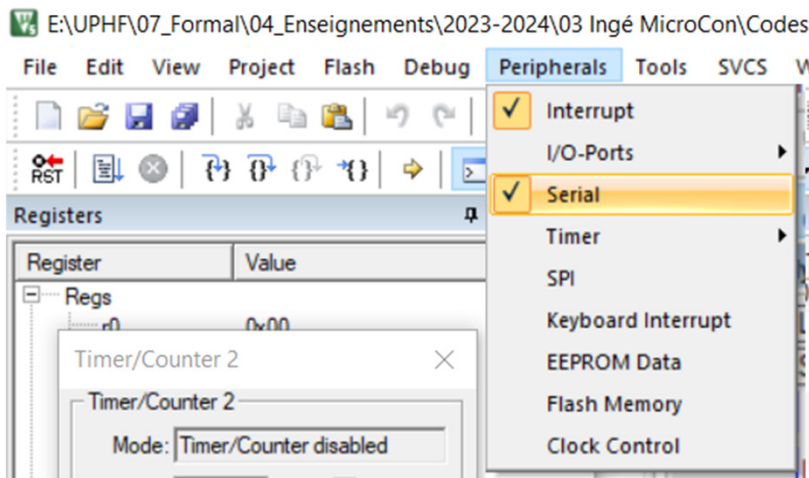 E:\UPHF\07_Formal\04_Enseignements\2023-2024\03 Ingé MicroCon\Codes
File Edit View Project Flash Debug Peripherals Tools SVCS
RST
Registers
Register Value
Regs
r0 0x00
Timer/Counter 2
Timer/Counter 2
Mode: Timer/Counter disabled
Interrupt
I/O-Ports
Serial
Timer
SPI
Keyboard Interrupt
EEPROM Data
Flash Memory
Clock Control